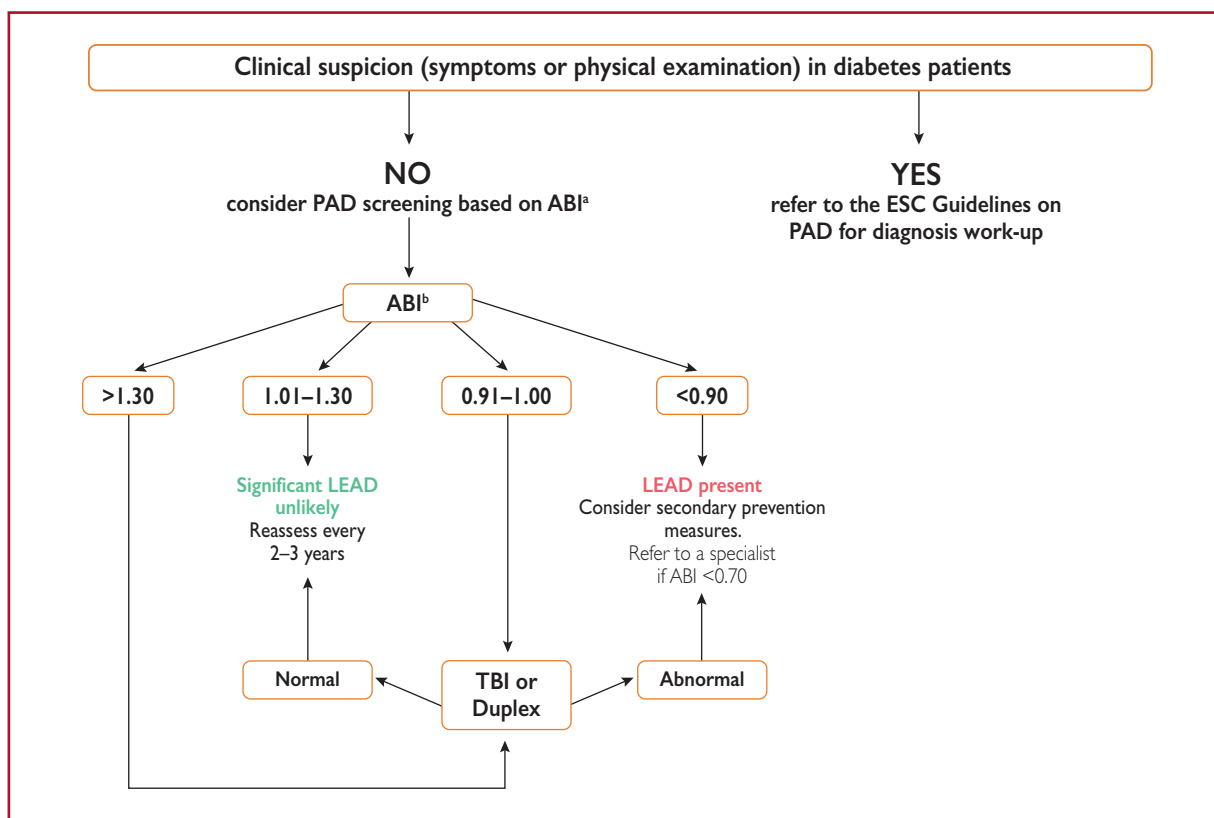 Clinical suspicion (symptoms or physical examination) in diabetes patients
NO
consider PAD screening based on ABIᵃ
YES
refer to the ESC Guidelines on
PAD for diagnosis work-up
ABIᵇ
>1.30
1.01–1.30
0.91–1.00
<0.90
Significant LEAD
unlikely
Reassess every
2–3 years
LEAD present
Consider secondary prevention
measures.
Refer to a specialist
if ABI <0.70
Normal
TBI or
Duplex
Abnormal